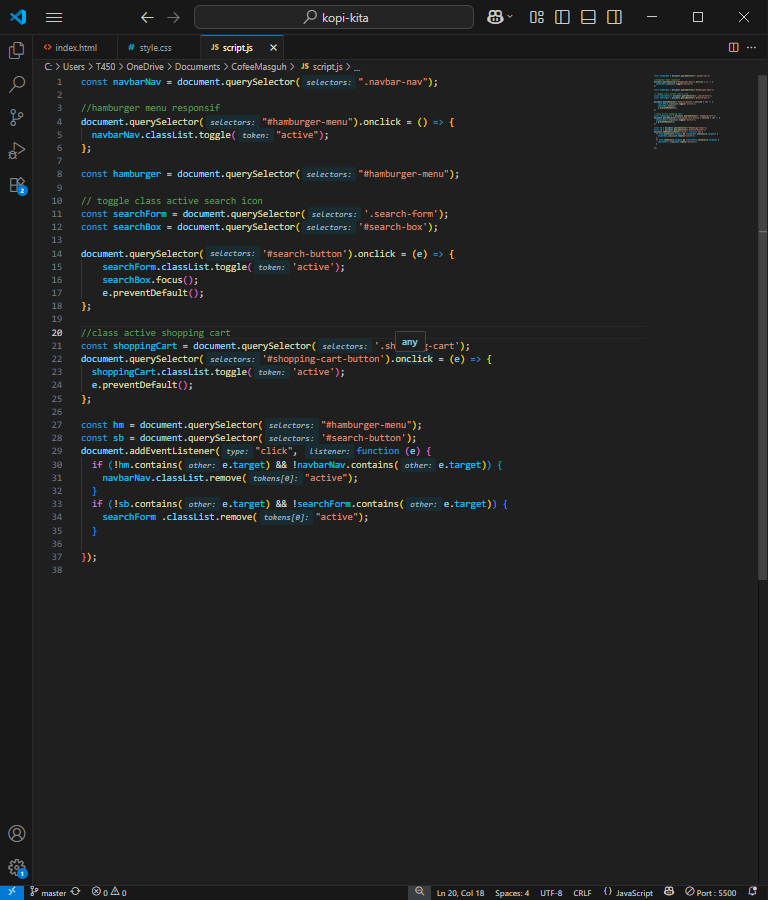 kopi-kita
index.html
style.css
JS script.js
C: > Users > T450 > OneDrive > Documents > CofeeMasguh > JS script.js > ...
1 const navbarNav = document.querySelector( selectors: ".navbar-nav");
2
3 //hamburger menu responsif
4 document.querySelector( selectors: "#hamburger-menu").onclick = () => {
5 navbarNav.classList.toggle( token: "active");
6 };
7
8 const hamburger = document.querySelector( selectors: "#hamburger-menu");
9
10 // toggle class active search icon
11 const searchForm = document.querySelector( selectors: '.search-form');
12 const searchBox = document.querySelector( selectors: '#search-box');
13
14 document.querySelector( selectors: '#search-button').onclick = (e) => {
15 searchForm.classList.toggle( token: 'active');
16 searchBox.focus();
17 e.preventDefault();
18 };
19
20 //class active shopping cart
any
21 const shoppingCart = document.querySelector( selectors: '.sh g-cart');
22 document.querySelector( selectors: '#shopping-cart-button').onclick = (e) => {
23 shoppingCart.classList.toggle( token: 'active');
24 e.preventDefault();
25 };
26
27 const hm = document.querySelector( selectors: "#hamburger-menu");
28 const sb = document.querySelector( selectors: '#search-button');
29 document.addEventListener( type: "click", listener: function (e) {
30 if (!hm.contains( other: e.target) && !navbarNav.contains( other: e.target)) {
31 navbarNav.classList.remove( tokens[0]: "active");
32 }
33 if (!sb.contains( other: e.target) && !searchForm.contains( other: e.target)) {
34 searchForm .classList.remove( tokens[0]: "active");
35 }
36
37 });
38
2
1
master
0 0
Ln 20, Col 18
Spaces: 4
UTF-8
CRLF
{} JavaScript
Port : 5500